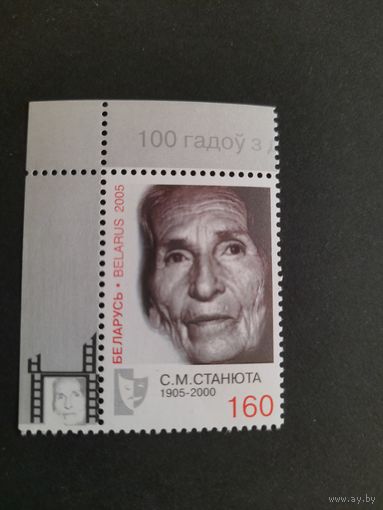 100 гадоў з
БЕЛАРУСЬ • BELARUS 2005
С.М.СТАНЮТА
1905-2000
160
www.ay.by